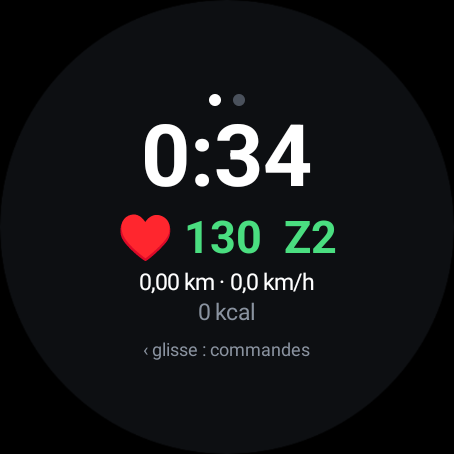 0:34
130 Z2
0,00 km · 0,0 km/h
0 kcal
‹ glisse : commandes